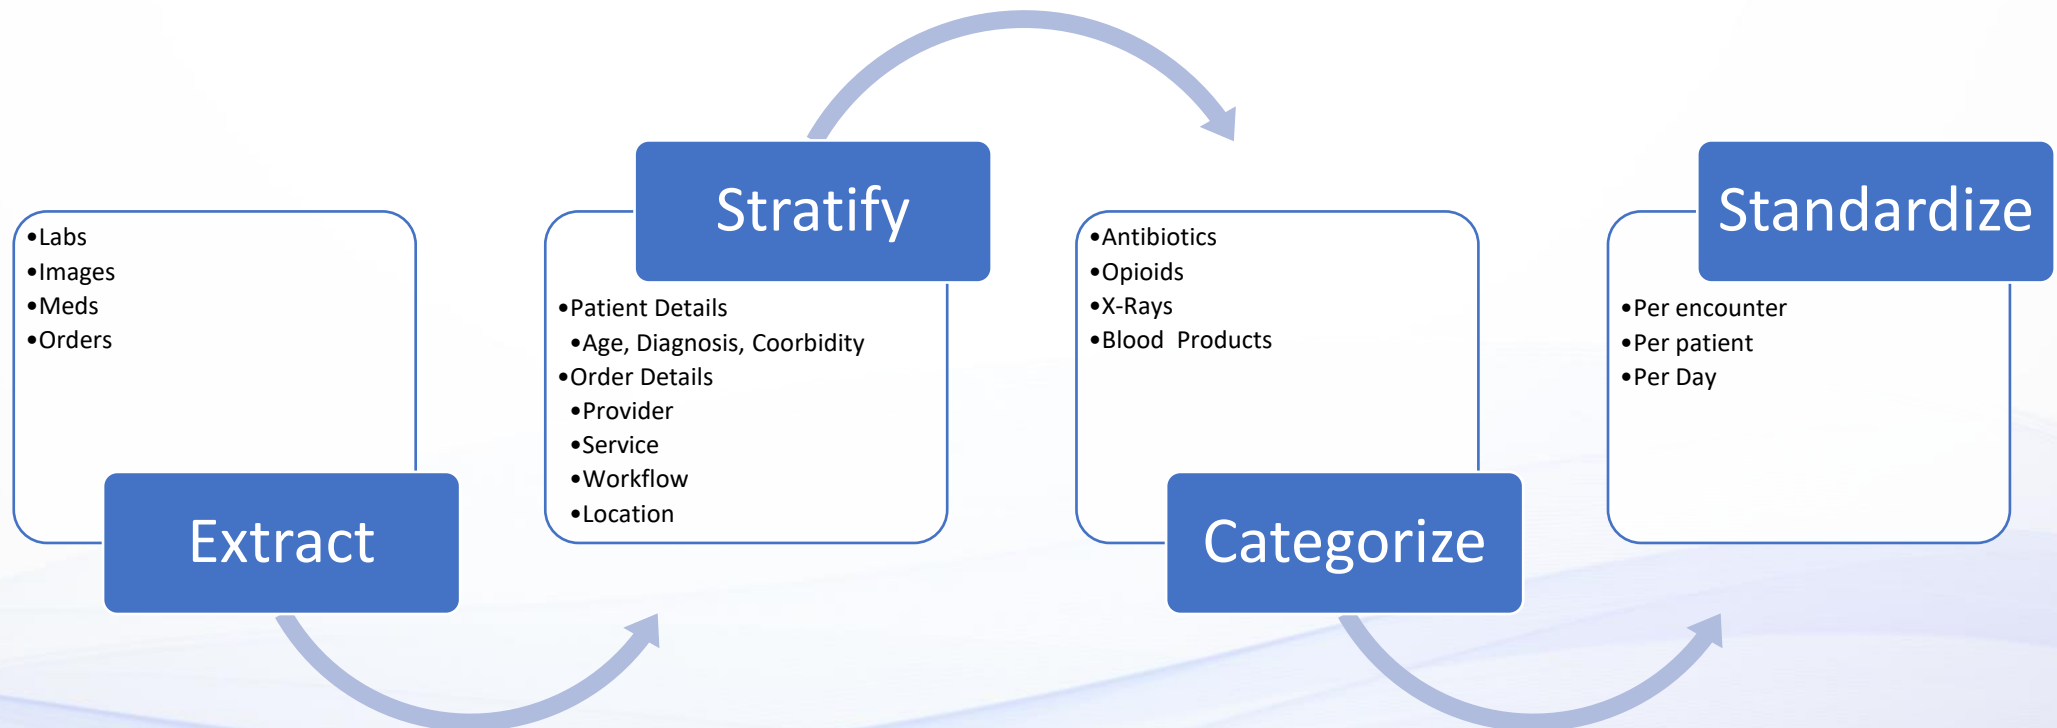 •Labs
•Images
•Meds
•Orders
Extract
Stratify
•Patient Details
•Age, Diagnosis, Coorbidity
•Order Details
•Provider
•Service
•Workflow
•Location
•Antibiotics
•Opioids
•X-Rays
•Blood  Products
Categorize
Standardize
•Per encounter
•Per patient
•Per Day